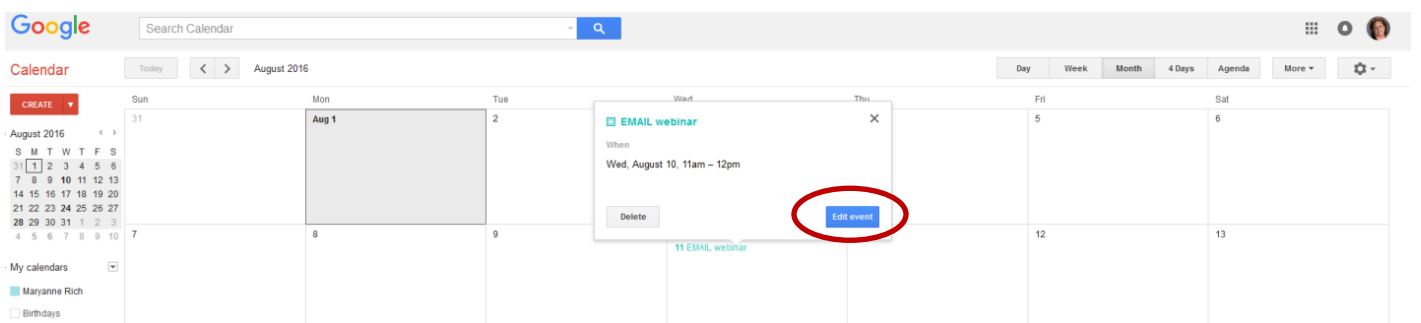 Google
Search Calendar
Calendar
Today
August 2016
Day Week Month 4 Days Agenda
More
CREATE
August 2016
S M T W T F S
31 1 2 3 4 5 6
7 8 9 10 11 12 13
14 15 16 17 18 19 20
21 22 23 24 25 26 27
28 29 30 31 1 2 3
4 5 6 7 8 9 10
My calendars
Maryanne Rich
Birthdays
Sun Mon Tue Wed Thu Fri Sat
31 Aug 1 2 5 6
EMAIL webinar
When
Wed, August 10, 11am – 12pm
Delete Edit event
7 8 9 12 13
11 EMAIL webinar